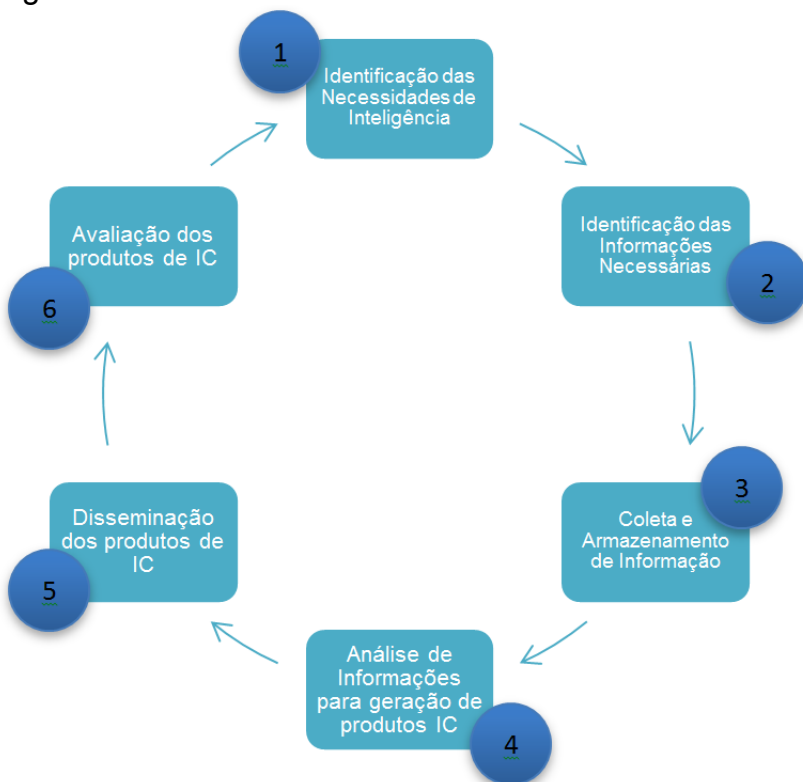 1
Identificação das
Necessidades de
Inteligência
Identificação das
Informações
Necessárias
2
3
Coleta e
Armazenamento
de Informação
Análise de
Informações
para geração de
produtos IC
4
Disseminação
dos produtos de
IC
5
Avaliação dos
produtos de IC
6